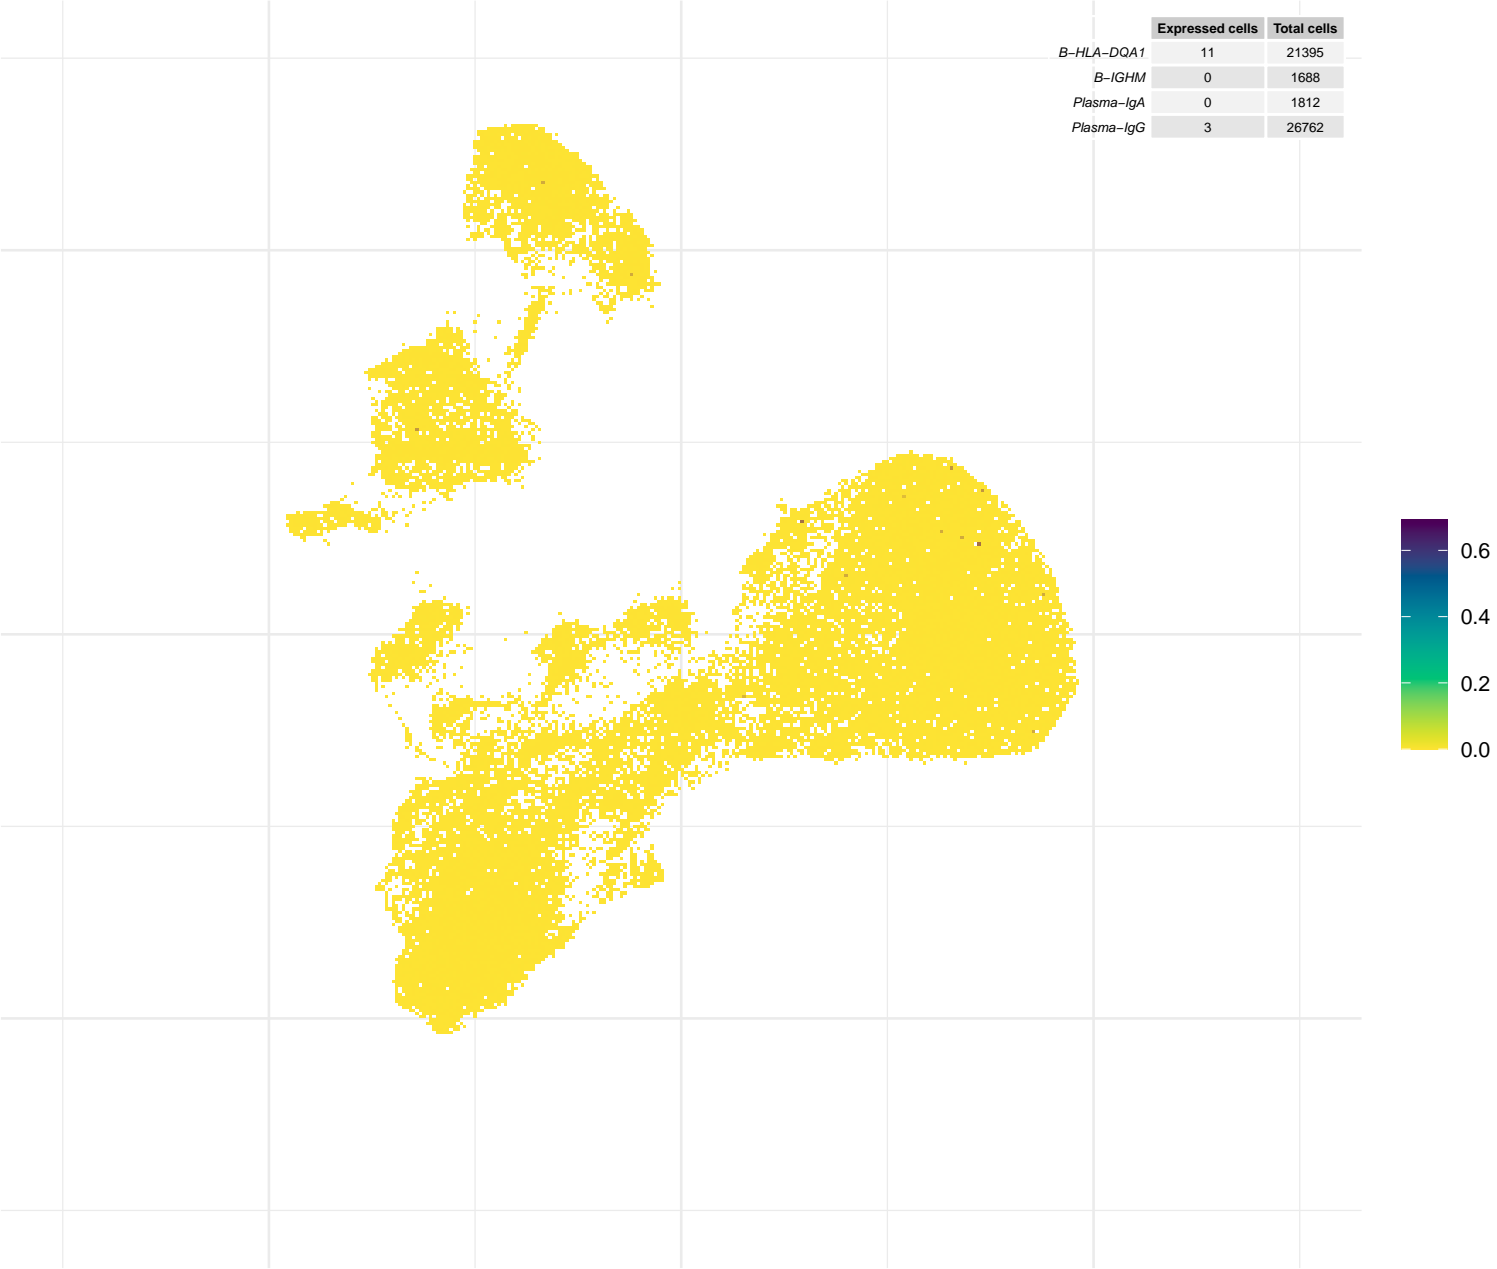 Expressed cells Total cells
B−HLA−DQA1 11 21395
B−IGHM 0 1688
Plasma−IgA 0 1812
Plasma−IgG 3 26762
0.6
0.4
0.2
0.0